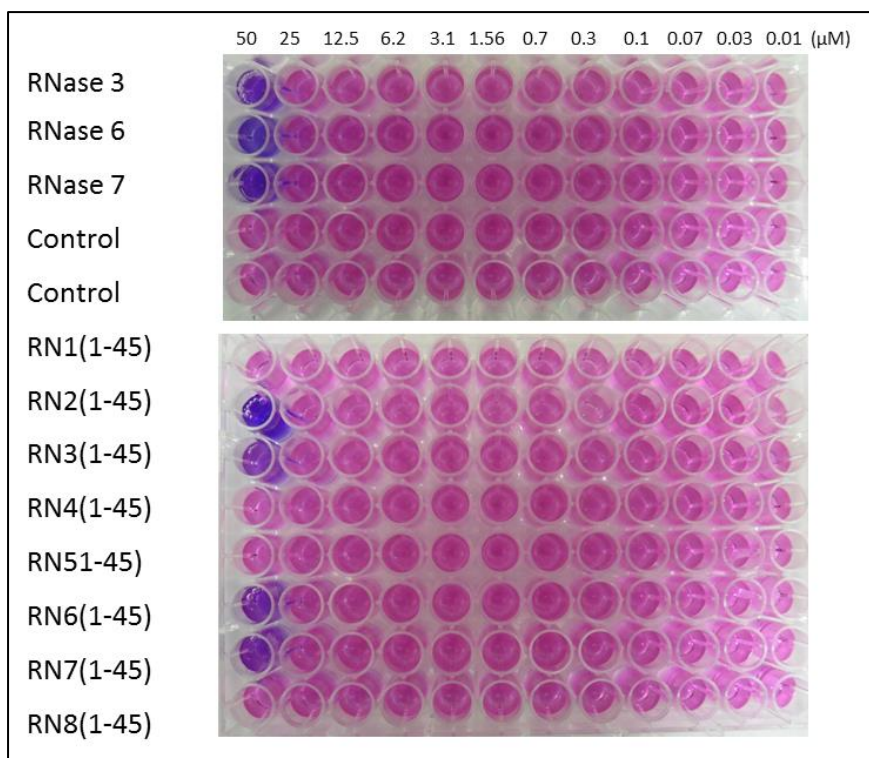 50 25 12.5 6.2 3.1 1.56 0.7 0.3 0.1 0.07 0.03 0.01 (μM)
RNase 3
RNase 6
RNase 7
Control
Control
RN1(1-45)
RN2(1-45)
RN3(1-45)
RN4(1-45)
RN51-45)
RN6(1-45)
RN7(1-45)
RN8(1-45)